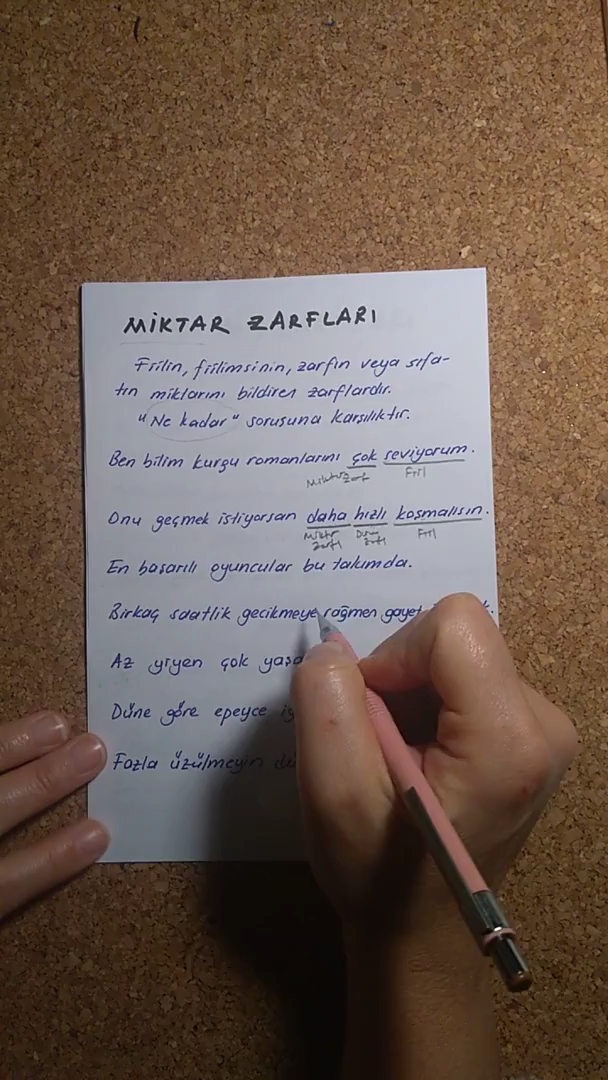 MİKTAR ZARFLARI
Fiilin, fiilimsinin, zarfın veya sıfa-
tın miktarını bildiren zarflardır.
"Ne kadar" sorusuna karşılıktır.
Ben bilim kurgu romanlarını çok seviyorum.
Miktar Zarf Fiil
Onu geçmek istiyorsan daha hızlı koşmalısın.
Miktar Zarfı Durum Zarfı Fiil
En başarılı oyuncular bu takımda.
Birkaç saatlik gecikmeye rağmen gayet
Az yiyen çok yaşa
Düne göre epeyce
Fazla üzülmeyin